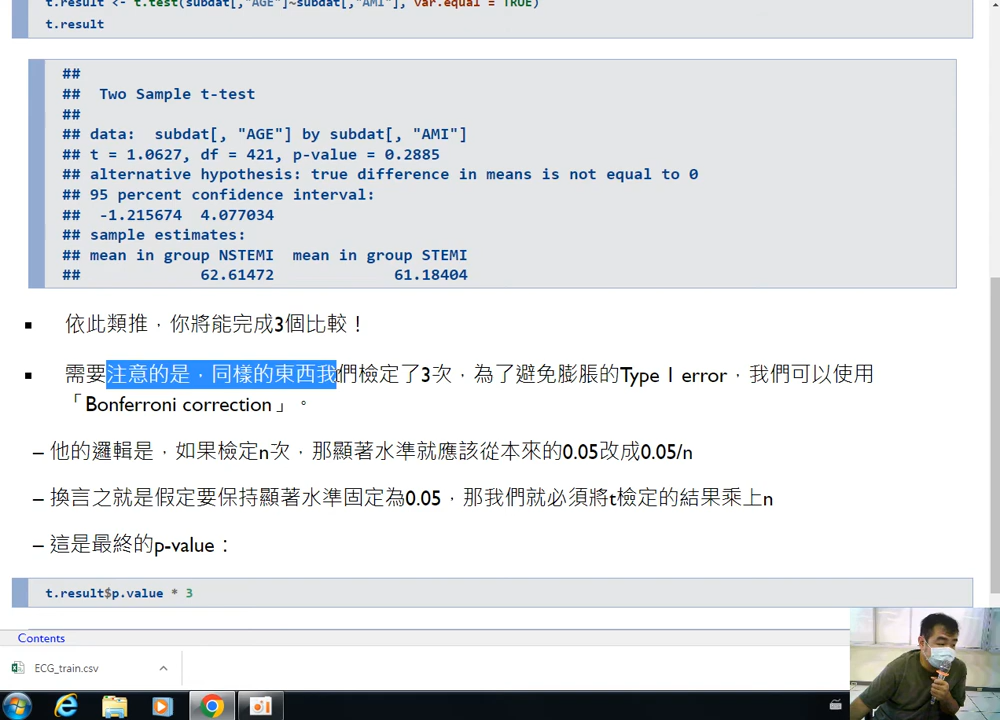 t.result <- t.test(subdat[,"AGE"]~subdat[,"AMI"], var.equal = TRUE)
t.result
##
##  Two Sample t-test
##
## data:  subdat[, "AGE"] by subdat[, "AMI"]
## t = 1.0627, df = 421, p-value = 0.2885
## alternative hypothesis: true difference in means is not equal to 0
## 95 percent confidence interval:
##  -1.215674  4.077034
## sample estimates:
## mean in group NSTEMI  mean in group STEMI
##             62.61472             61.18404
▪ 依此類推，你將能完成3個比較！
▪ 需要注意的是，同樣的東西我們檢定了3次，為了避免膨脹的Type I error，我們可以使用
「Bonferroni correction」。
– 他的邏輯是，如果檢定n次，那顯著水準就應該從本來的0.05改成0.05/n
– 換言之就是假定要保持顯著水準固定為0.05，那我們就必須將t檢定的結果乘上n
– 這是最終的p-value：
t.result$p.value * 3
Contents
ECG_train.csv